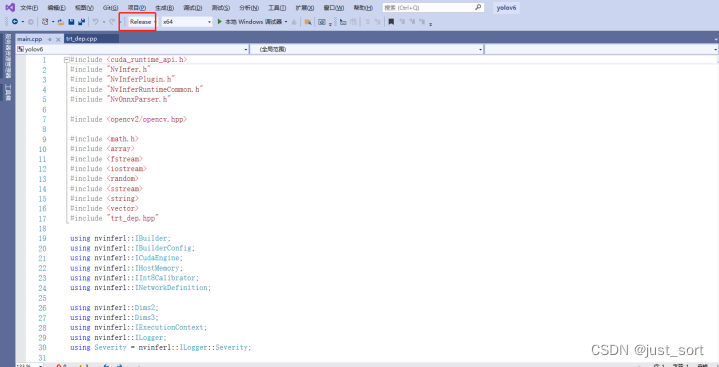 文件(F) 编辑(E) 视图(V) Git(G) 项目(P) 生成(B) 调试(D) 测试(S) 分析(N) 工具(T) 扩展(X) 窗口(W) 帮助(H) 搜索 (Ctrl+Q) yolov6
Release x64 本地 Windows 调试器
main.cpp trt_dep.cpp
yolov6 (全局范围)
1 #include <cuda_runtime_api.h>
2 #include "NvInfer.h"
3 #include "NvInferPlugin.h"
4 #include "NvInferRuntimeCommon.h"
5 #include "NvOnnxParser.h"
6
7 #include <opencv2/opencv.hpp>
8
9 #include <math.h>
10 #include <array>
11 #include <fstream>
12 #include <iostream>
13 #include <random>
14 #include <sstream>
15 #include <string>
16 #include <vector>
17 #include "trt_dep.hpp"
18
19 using nvinfer1::IBuilder;
20 using nvinfer1::IBuilderConfig;
21 using nvinfer1::ICudaEngine;
22 using nvinfer1::IHostMemory;
23 using nvinfer1::IInt8Calibrator;
24 using nvinfer1::INetworkDefinition;
25
26 using nvinfer1::Dims2;
27 using nvinfer1::Dims3;
28 using nvinfer1::IExecutionContext;
29 using nvinfer1::ILogger;
30 using Severity = nvinfer1::ILogger::Severity;
31
CSDN @just_sort